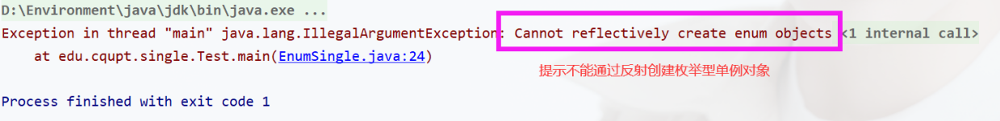 D:\Environment\java\jdk\bin\java.exe ...
Exception in thread "main" java.lang.IllegalArgumentException: Cannot reflectively create enum objects <1 internal call>
    at edu.cqupt.single.Test.main(EnumSingle.java:24)
提示不能通过反射创建枚举型单例对象
Process finished with exit code 1